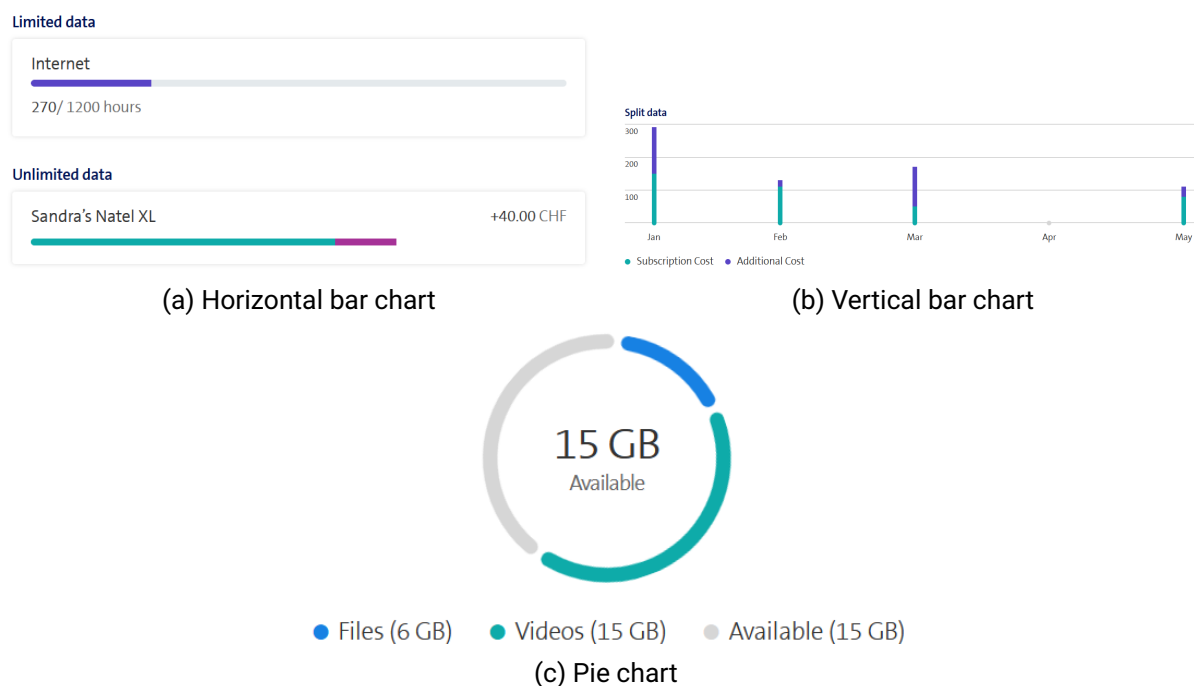 Limited data
Internet
270/ 1200 hours
Unlimited data
Sandra's Natel XL +40.00 CHF
(a) Horizontal bar chart
Split data
300
200
100
Jan Feb Mar Apr May
Subscription Cost Additional Cost
(b) Vertical bar chart
15 GB
Available
Files (6 GB) Videos (15 GB) Available (15 GB)
(c) Pie chart